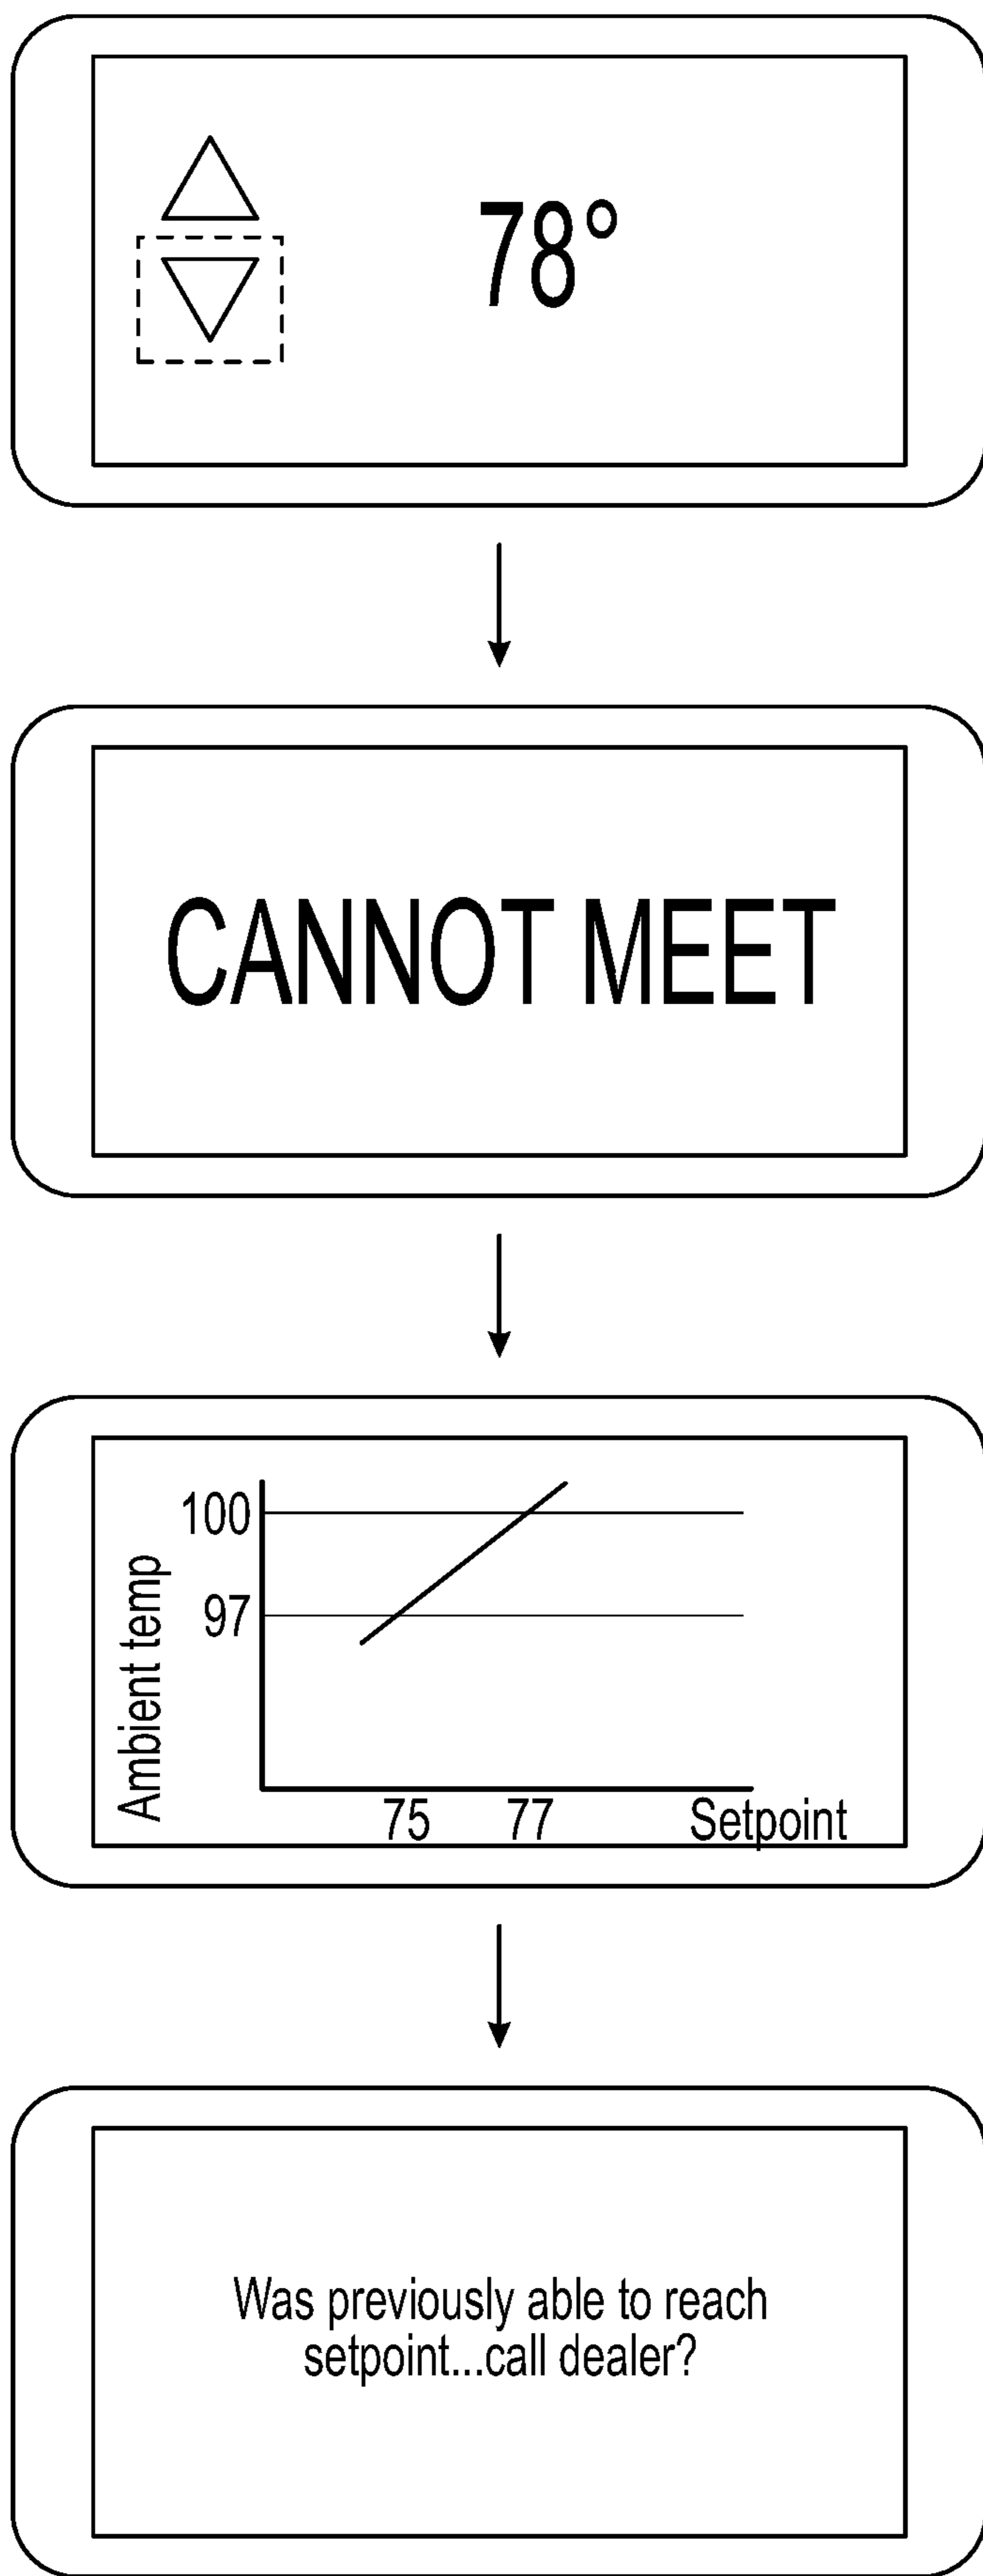 78°
CANNOT MEET
100
97
Ambient temp
75 77 Setpoint
Was previously able to reach
setpoint...call dealer?